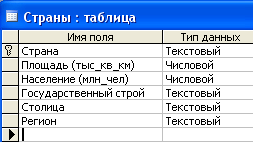 Страны : таблица
Имя поля Тип данных
Страна Текстовый
Площадь (тыс_кв_км) Числовой
Население (млн_чел) Числовой
Государственный строй Текстовый
Столица Текстовый
Регион Текстовый